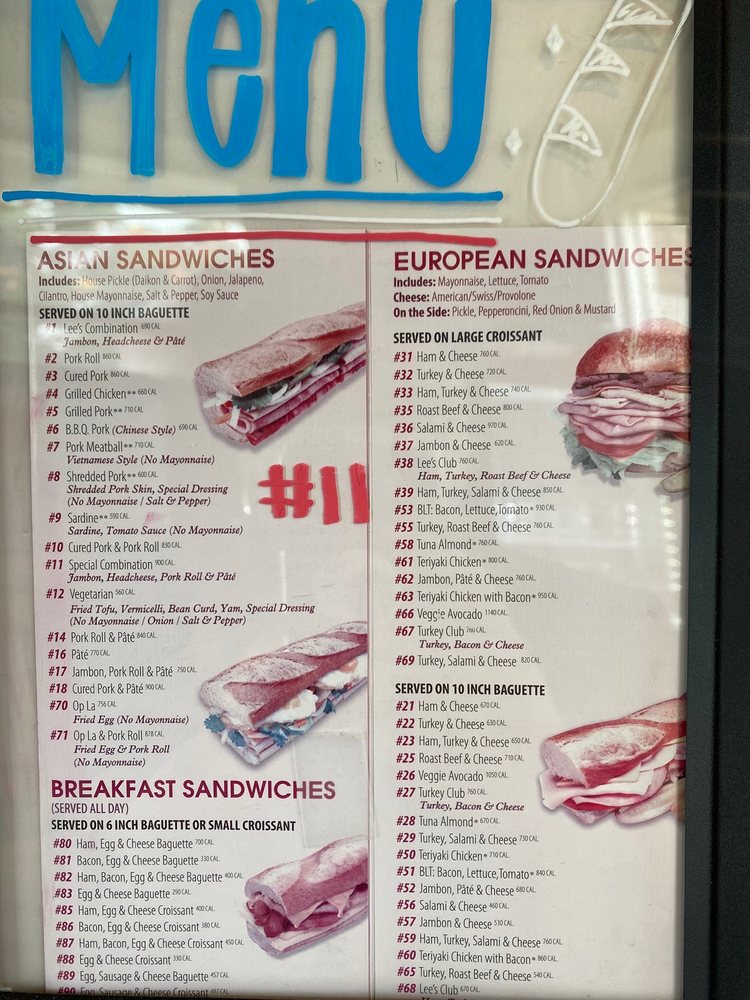 Menu
ASIAN SANDWICHES
Includes: House Pickle (Daikon & Carrot), Onion, Jalapeno,
Cilantro, House Mayonnaise, Salt & Pepper, Soy Sauce
SERVED ON 10 INCH BAGUETTE
#1 Lee's Combination 690 CAL.
Jambon, Headcheese & Pâté
#2 Pork Roll 860 CAL.
#3 Cured Pork 860 CAL.
#4 Grilled Chicken** 660 CAL.
#5 Grilled Pork** 710 CAL.
#6 B.B.Q. Pork (Chinese Style) 690 CAL.
#7 Pork Meatball** 710 CAL.
Vietnamese Style (No Mayonnaise)
#8 Shredded Pork** 600 CAL.
Shredded Pork Skin, Special Dressing
(No Mayonnaise / Salt & Pepper)
#9 Sardine** 590 CAL.
Sardine, Tomato Sauce (No Mayonnaise)
#10 Cured Pork & Pork Roll 830 CAL.
#11 Special Combination 900 CAL.
Jambon, Headcheese, Pork Roll & Pâté
#12 Vegetarian 560 CAL.
Fried Tofu, Vermicelli, Bean Curd, Yam, Special Dressing
(No Mayonnaise / Onion / Salt & Pepper)
#14 Pork Roll & Pâté 840 CAL.
#16 Pâté 770 CAL.
#17 Jambon, Pork Roll & Pâté 750 CAL.
#18 Cured Pork & Pâté 900 CAL.
#70 Op La 756 CAL.
Fried Egg (No Mayonnaise)
#71 Op La & Pork Roll 878 CAL.
Fried Egg & Pork Roll
(No Mayonnaise)
#11
BREAKFAST SANDWICHES
(SERVED ALL DAY)
SERVED ON 6 INCH BAGUETTE OR SMALL CROISSANT
#80 Ham, Egg & Cheese Baguette 700 CAL.
#81 Bacon, Egg & Cheese Baguette 330 CAL.
#82 Ham, Bacon, Egg & Cheese Baguette 400 CAL.
#83 Egg & Cheese Baguette 290 CAL.
#85 Ham, Egg & Cheese Croissant 400 CAL.
#86 Bacon, Egg & Cheese Croissant 380 CAL.
#87 Ham, Bacon, Egg & Cheese Croissant 450 CAL.
#88 Egg & Cheese Croissant 330 CAL.
#89 Egg, Sausage & Cheese Baguette 457 CAL.
#90 Egg, Sausage & Cheese Croissant 497 CAL.
EUROPEAN SANDWICHES
Includes: Mayonnaise, Lettuce, Tomato
Cheese: American/Swiss/Provolone
On the Side: Pickle, Pepperoncini, Red Onion & Mustard
SERVED ON LARGE CROISSANT
#31 Ham & Cheese 760 CAL.
#32 Turkey & Cheese 720 CAL.
#33 Ham, Turkey & Cheese 740 CAL.
#35 Roast Beef & Cheese 800 CAL.
#36 Salami & Cheese 970 CAL.
#37 Jambon & Cheese 620 CAL.
#38 Lee's Club 760 CAL.
Ham, Turkey, Roast Beef & Cheese
#39 Ham, Turkey, Salami & Cheese 850 CAL.
#53 BLT: Bacon, Lettuce,Tomato* 930 CAL.
#55 Turkey, Roast Beef & Cheese 760 CAL.
#58 Tuna Almond* 760 CAL.
#61 Teriyaki Chicken* 800 CAL.
#62 Jambon, Pâté & Cheese 760 CAL.
#63 Teriyaki Chicken with Bacon* 950 CAL.
#66 Veggie Avocado 1140 CAL.
#67 Turkey Club 760 CAL.
Turkey, Bacon & Cheese
#69 Turkey, Salami & Cheese 820 CAL.
SERVED ON 10 INCH BAGUETTE
#21 Ham & Cheese 670 CAL.
#22 Turkey & Cheese 630 CAL.
#23 Ham, Turkey & Cheese 650 CAL.
#25 Roast Beef & Cheese 710 CAL.
#26 Veggie Avocado 1050 CAL.
#27 Turkey Club 760 CAL.
Turkey, Bacon & Cheese
#28 Tuna Almond* 670 CAL.
#29 Turkey, Salami & Cheese 730 CAL.
#50 Teriyaki Chicken* 710 CAL.
#51 BLT: Bacon, Lettuce,Tomato* 840 CAL.
#52 Jambon, Pâté & Cheese 680 CAL.
#56 Salami & Cheese 460 CAL.
#57 Jambon & Cheese 530 CAL.
#59 Ham, Turkey, Salami & Cheese 760 CAL.
#60 Teriyaki Chicken with Bacon* 860 CAL.
#65 Turkey, Roast Beef & Cheese 540 CAL.
#68 Lee's Club 670 CAL.